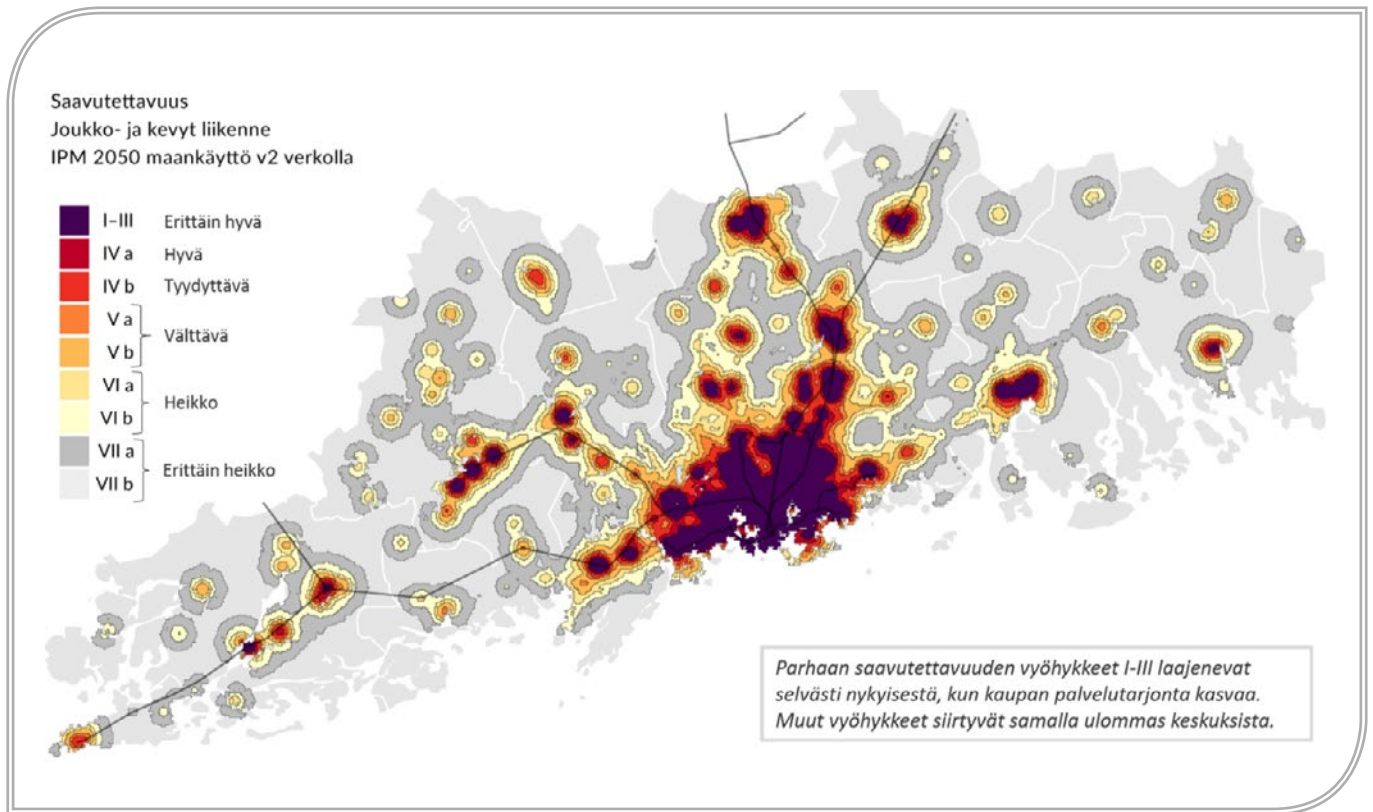 Saavutettavuus
Joukko- ja kevyt liikenne
IPM 2050 maankäyttö v2 verkolla
I–III Erittäin hyvä
IV a Hyvä
IV b Tyydyttävä
V a
Välttävä
V b
VI a
Heikko
VI b
VII a
Erittäin heikko
VII b
Parhaan saavutettavuuden vyöhykkeet I-III laajenevat
selvästi nykyisestä, kun kaupan palvelutarjonta kasvaa.
Muut vyöhykkeet siirtyvät samalla ulommas keskuksista.